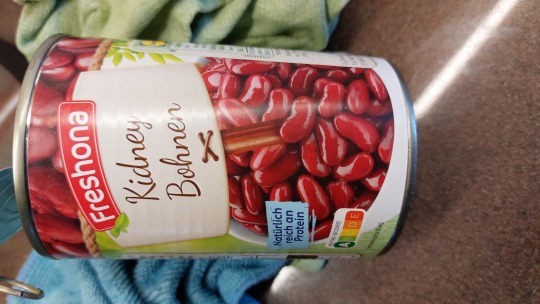 Freshona
Kidney
Bohnen
Natürlich
reich an
Protein